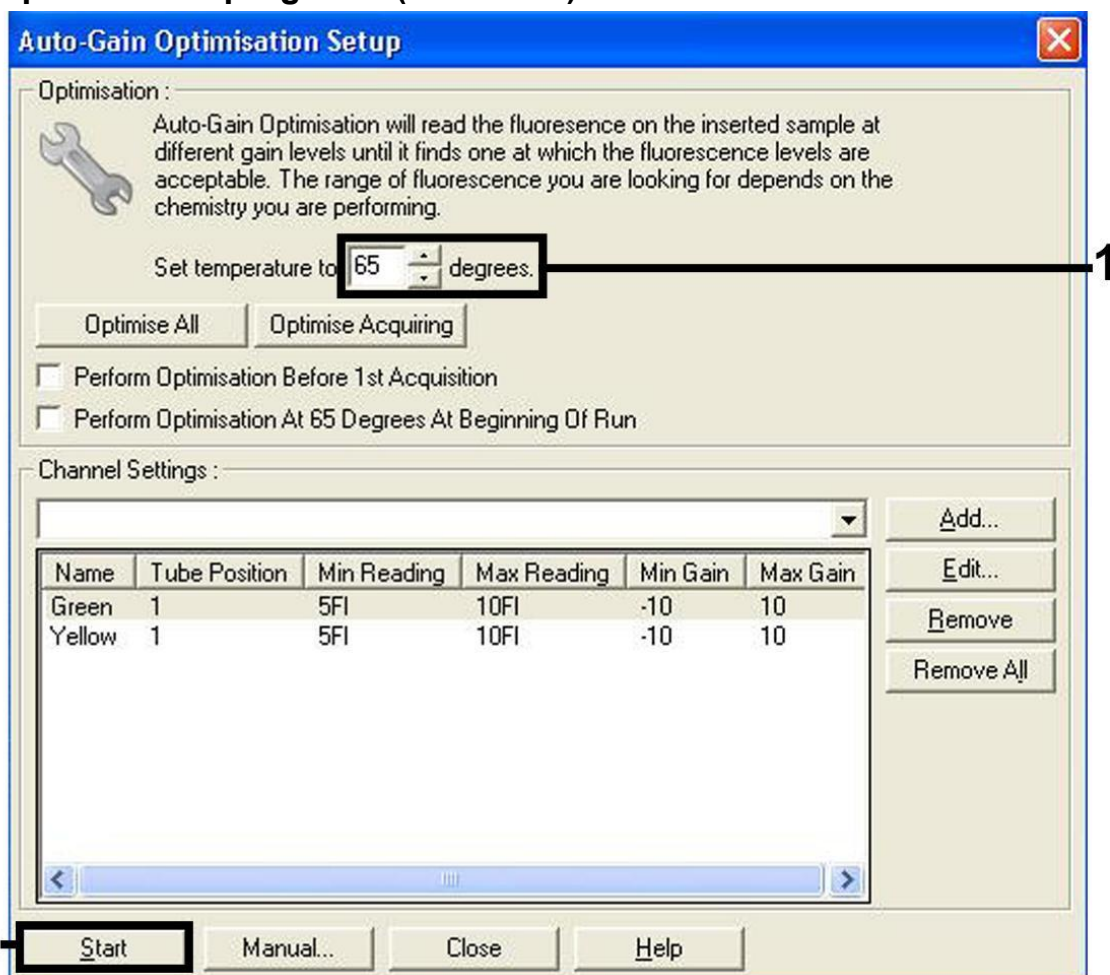 Auto-Gain Optimisation Setup
Optimisation :
Auto-Gain Optimisation will read the fluoresence on the inserted sample at
different gain levels until it finds one at which the fluorescence levels are
acceptable. The range of fluorescence you are looking for depends on the
chemistry you are performing.
Set temperature to 65 degrees.
1
Optimise All Optimise Acquiring
Perform Optimisation Before 1st Acquisition
Perform Optimisation At 65 Degrees At Beginning Of Run
Channel Settings :
Add...
Name Tube Position Min Reading Max Reading Min Gain Max Gain
Edit...
Green 1 5Fl 10Fl -10 10
Remove
Yellow 1 5Fl 10Fl -10 10
Remove All
Start Manual... Close Help